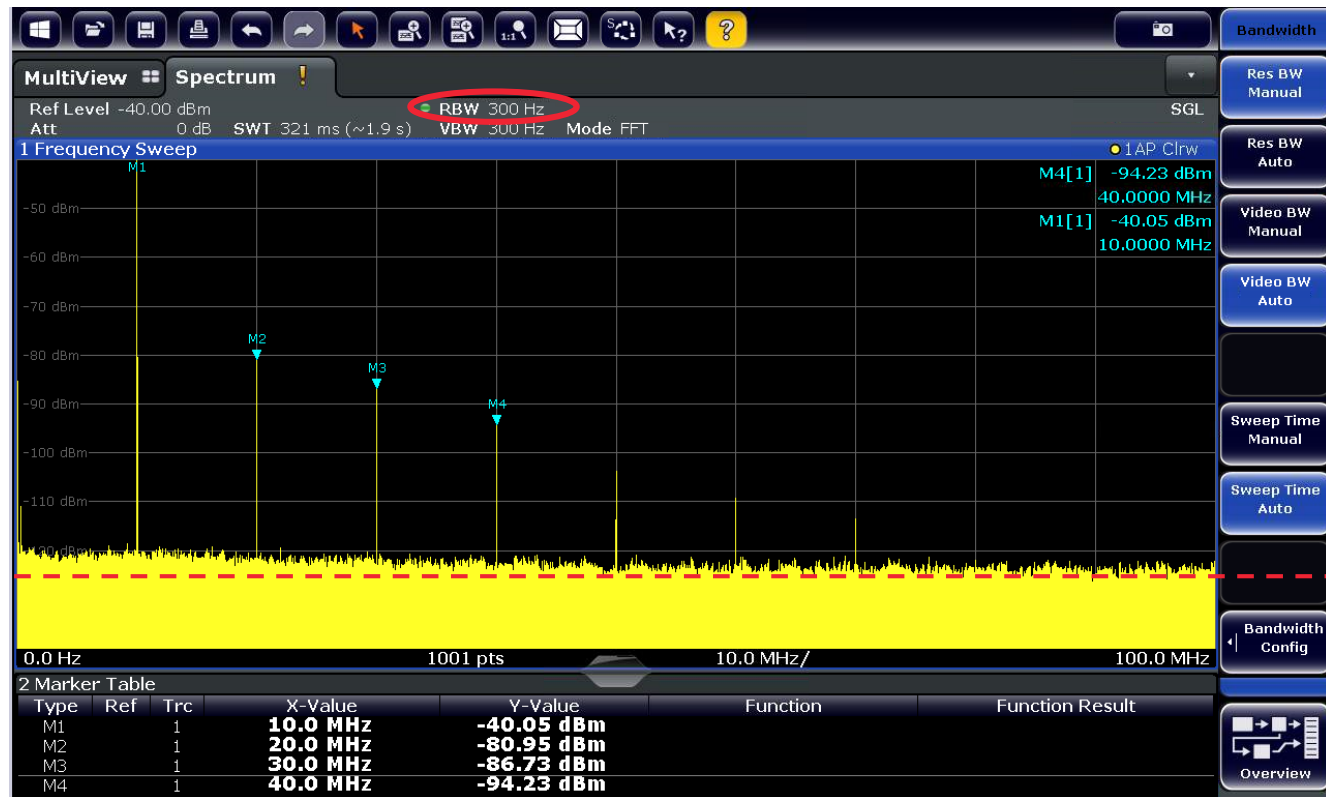 1:1
S
?
?
Bandwidth
MultiView Spectrum !
Res BW
Manual
Ref Level -40.00 dBm RBW 300 Hz SGL
Att 0 dB SWT 321 ms (~1.9 s) VBW 300 Hz Mode FFT
1 Frequency Sweep 1AP Clrw
Res BW
Auto
M1
M4[1] -94.23 dBm
40.0000 MHz
M1[1] -40.05 dBm
10.0000 MHz
-50 dBm
Video BW
Manual
-60 dBm
-70 dBm
Video BW
Auto
M2
-80 dBm
M3
-90 dBm
M4
Sweep Time
Manual
-100 dBm
-110 dBm
Sweep Time
Auto
0.0 Hz 1001 pts 10.0 MHz/ 100.0 MHz
Bandwidth
Config
2 Marker Table
Type Ref Trc X-Value Y-Value Function Function Result
M1 1 10.0 MHz -40.05 dBm
M2 1 20.0 MHz -80.95 dBm
M3 1 30.0 MHz -86.73 dBm
M4 1 40.0 MHz -94.23 dBm
Overview